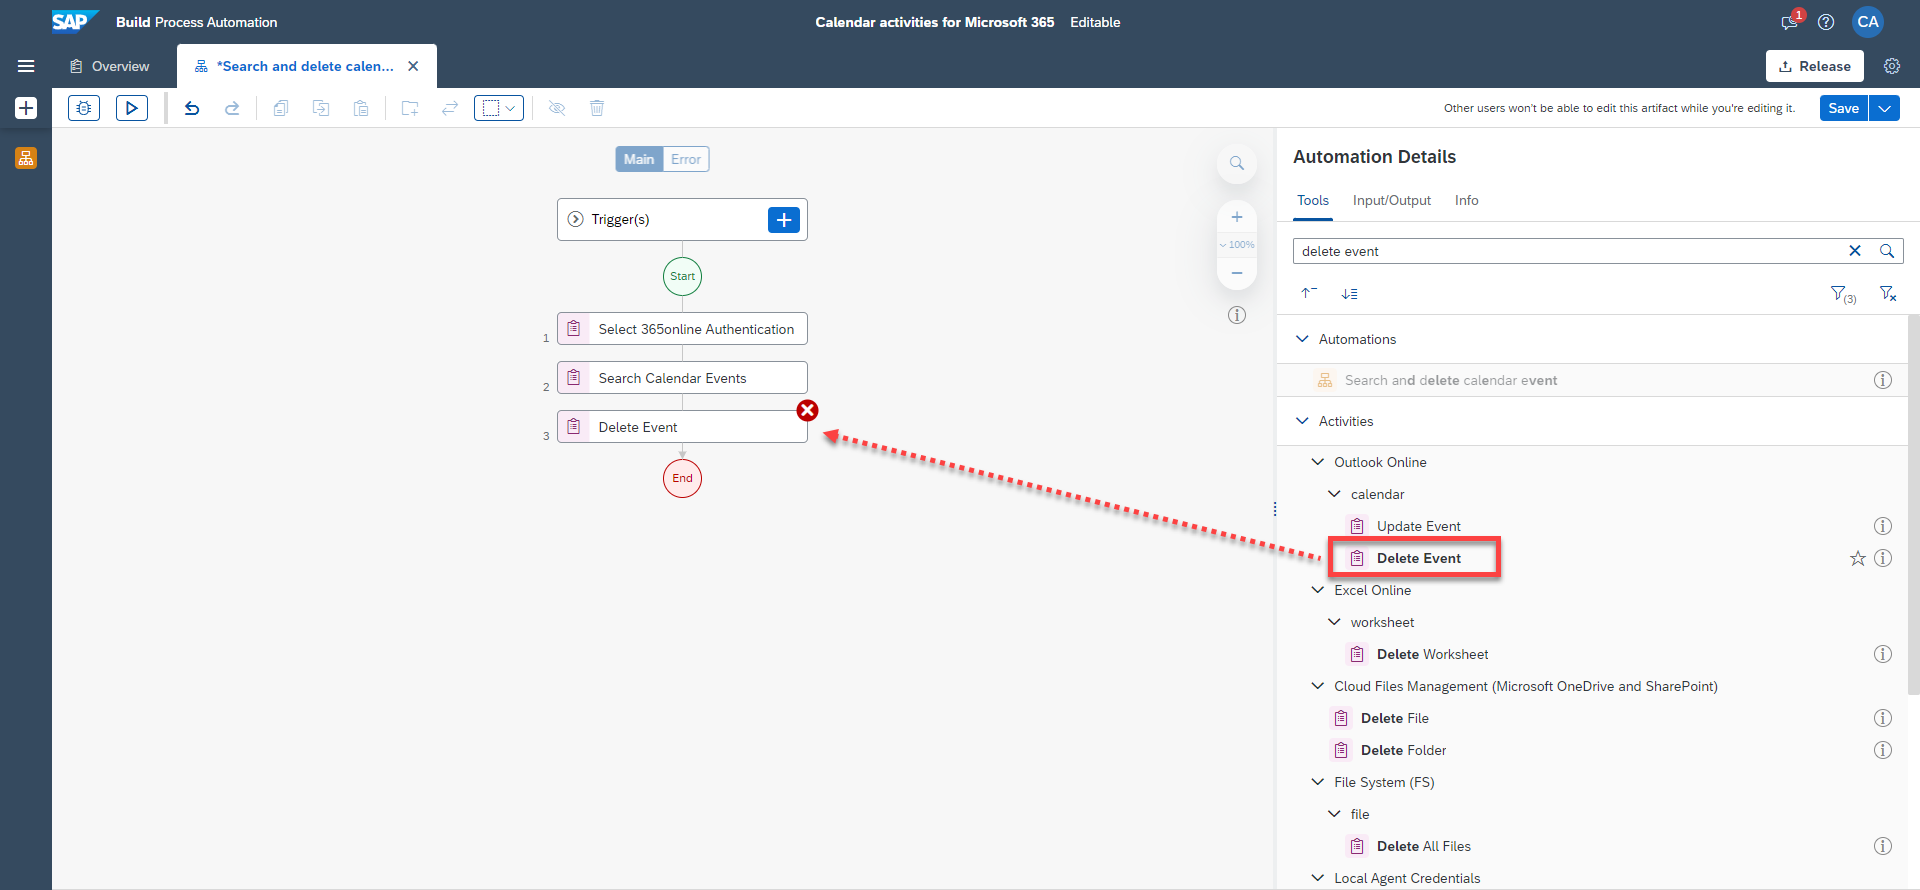 SAP Build Process Automation
Calendar activities for Microsoft 365 Editable
1
CA
Overview
*Search and delete calen...
Release
Other users won't be able to edit this artifact while you're editing it.
Save
Main Error
Trigger(s)
Start
1 Select 365online Authentication
2 Search Calendar Events
3 Delete Event
End
100%
Automation Details
Tools Input/Output Info
delete event
(3)
Automations
Search and delete calendar event
Activities
Outlook Online
calendar
Update Event
Delete Event
Excel Online
worksheet
Delete Worksheet
Cloud Files Management (Microsoft OneDrive and SharePoint)
Delete File
Delete Folder
File System (FS)
file
Delete All Files
Local Agent Credentials